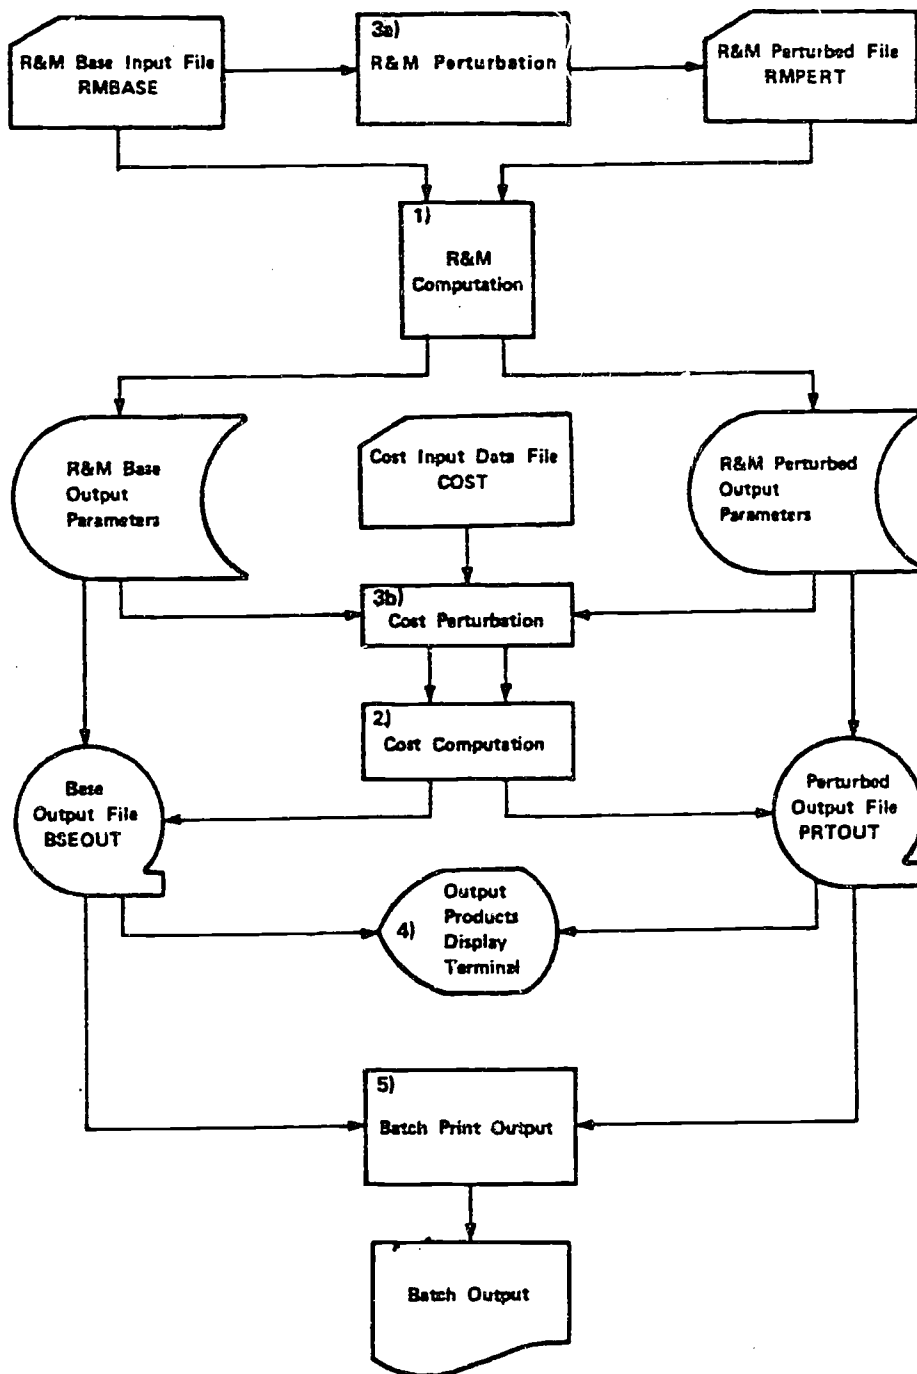 R&M Base Input File
RMBASE
3a)
R&M Perturbation
R&M Perturbed File
RMPERT
1)
R&M
Computation
R&M Base
Output
Parameters
Cost Input Data File
COST
R&M Perturbed
Output
Parameters
3b)
Cost Perturbation
2)
Cost Computation
Base
Output File
BSEOUT
Perturbed
Output File
PRTOUT
4)
Output
Products
Display
Terminal
5)
Batch Print Output
Batch Output